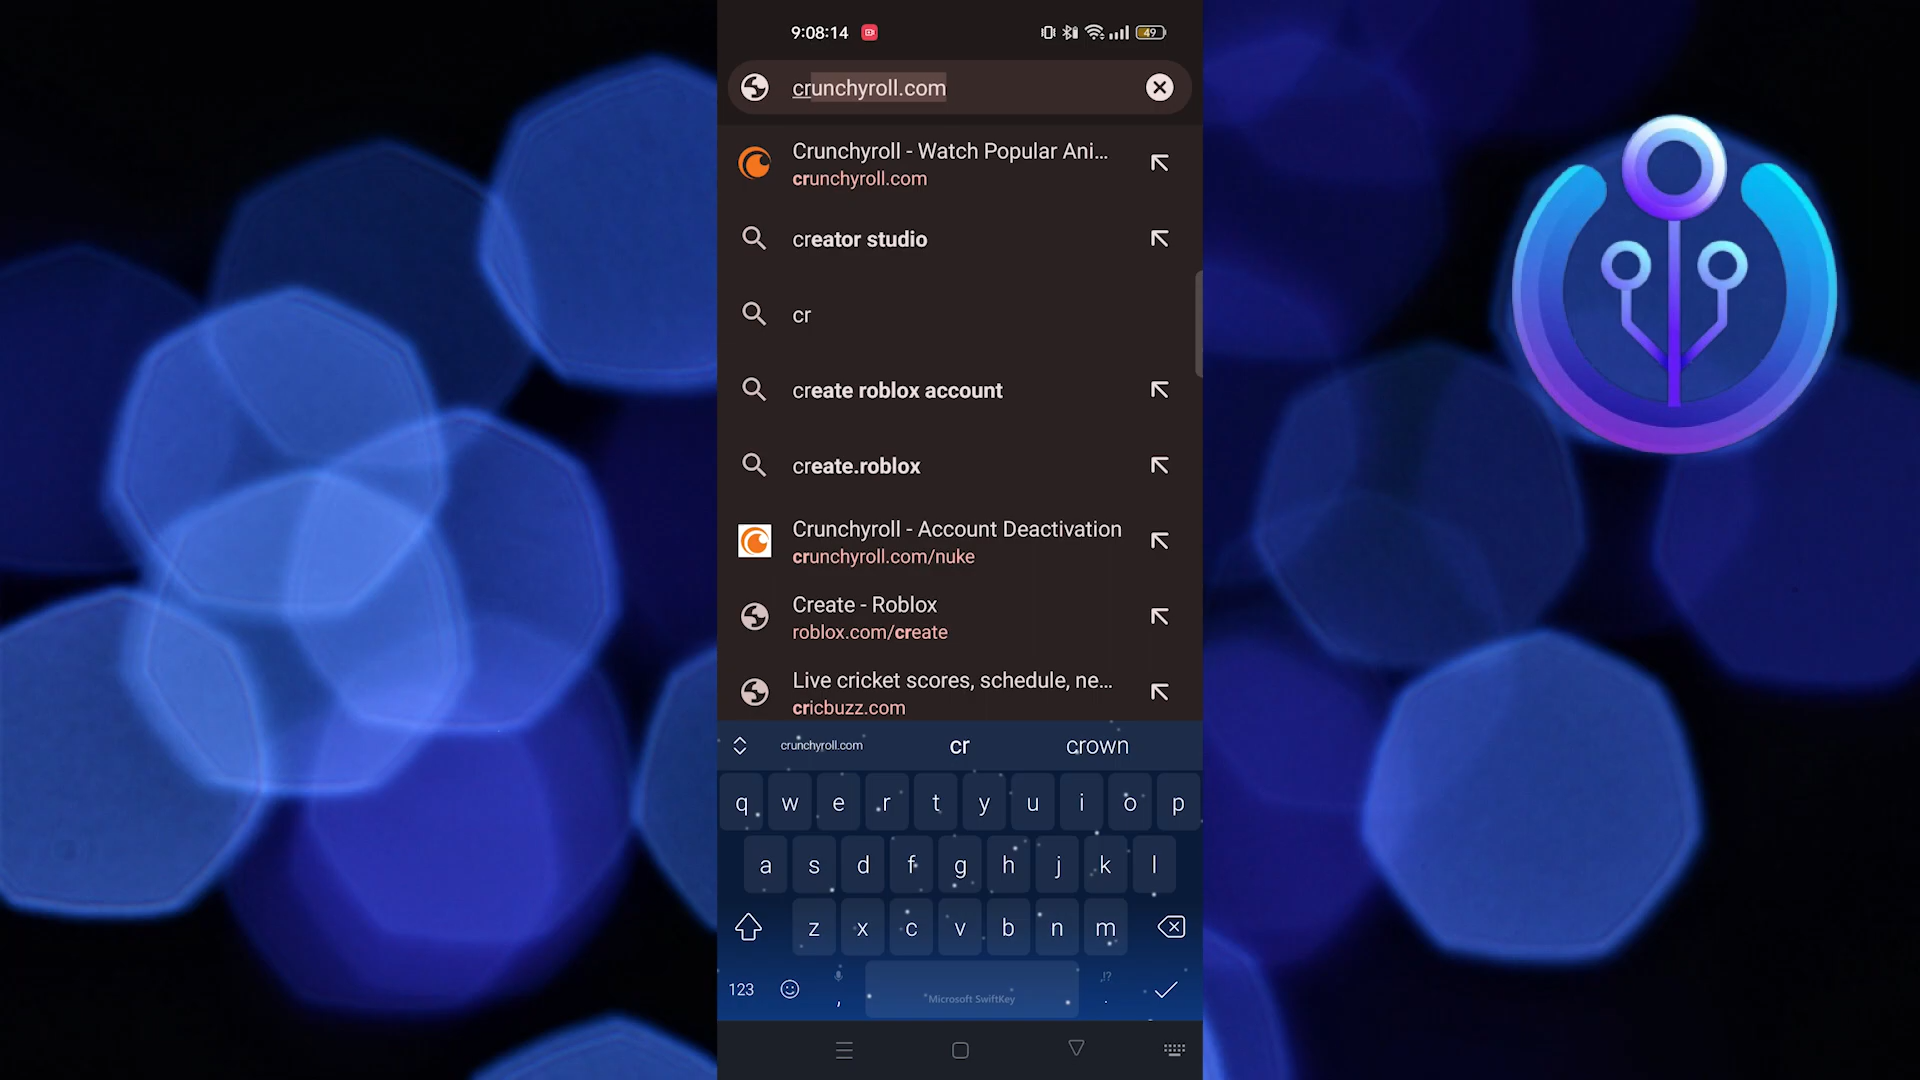 9:08:14
49
crunchyroll.com
Crunchyroll - Watch Popular Ani...
crunchyroll.com
creator studio
cr
create roblox account
create.roblox
Crunchyroll - Account Deactivation
crunchyroll.com/nuke
Create - Roblox
roblox.com/create
Live cricket scores, schedule, ne...
cricbuzz.com
crunchyroll.com cr crown
q w e r t y u i o p
a s d f g h j k l
z x c v b n m
123 , Microsoft SwiftKey ,!? .